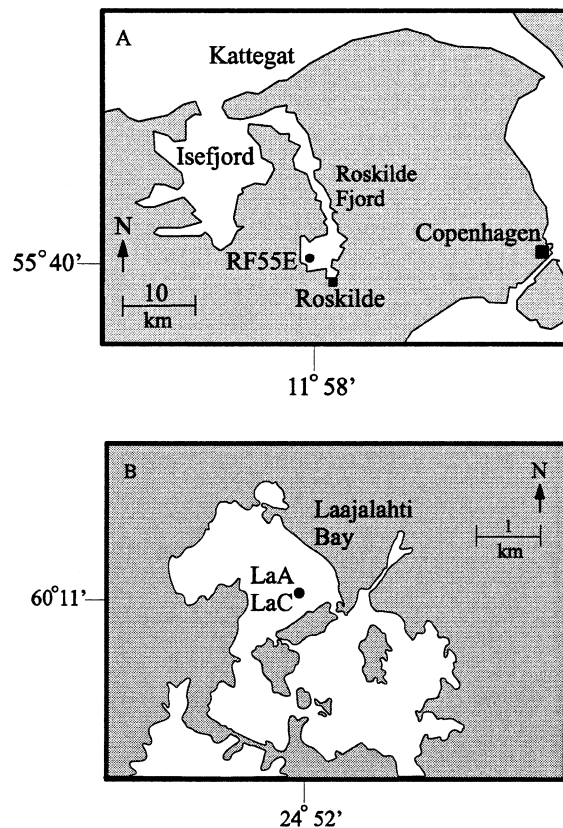 A
Kattegat
Isefjord
Roskilde
Fjord
N
Copenhagen
55°40’
RF55E
10
km
Roskilde
11°58’
B
N
Laajalahti
Bay
1
km
LaA
60°11’
LaC
24°52’